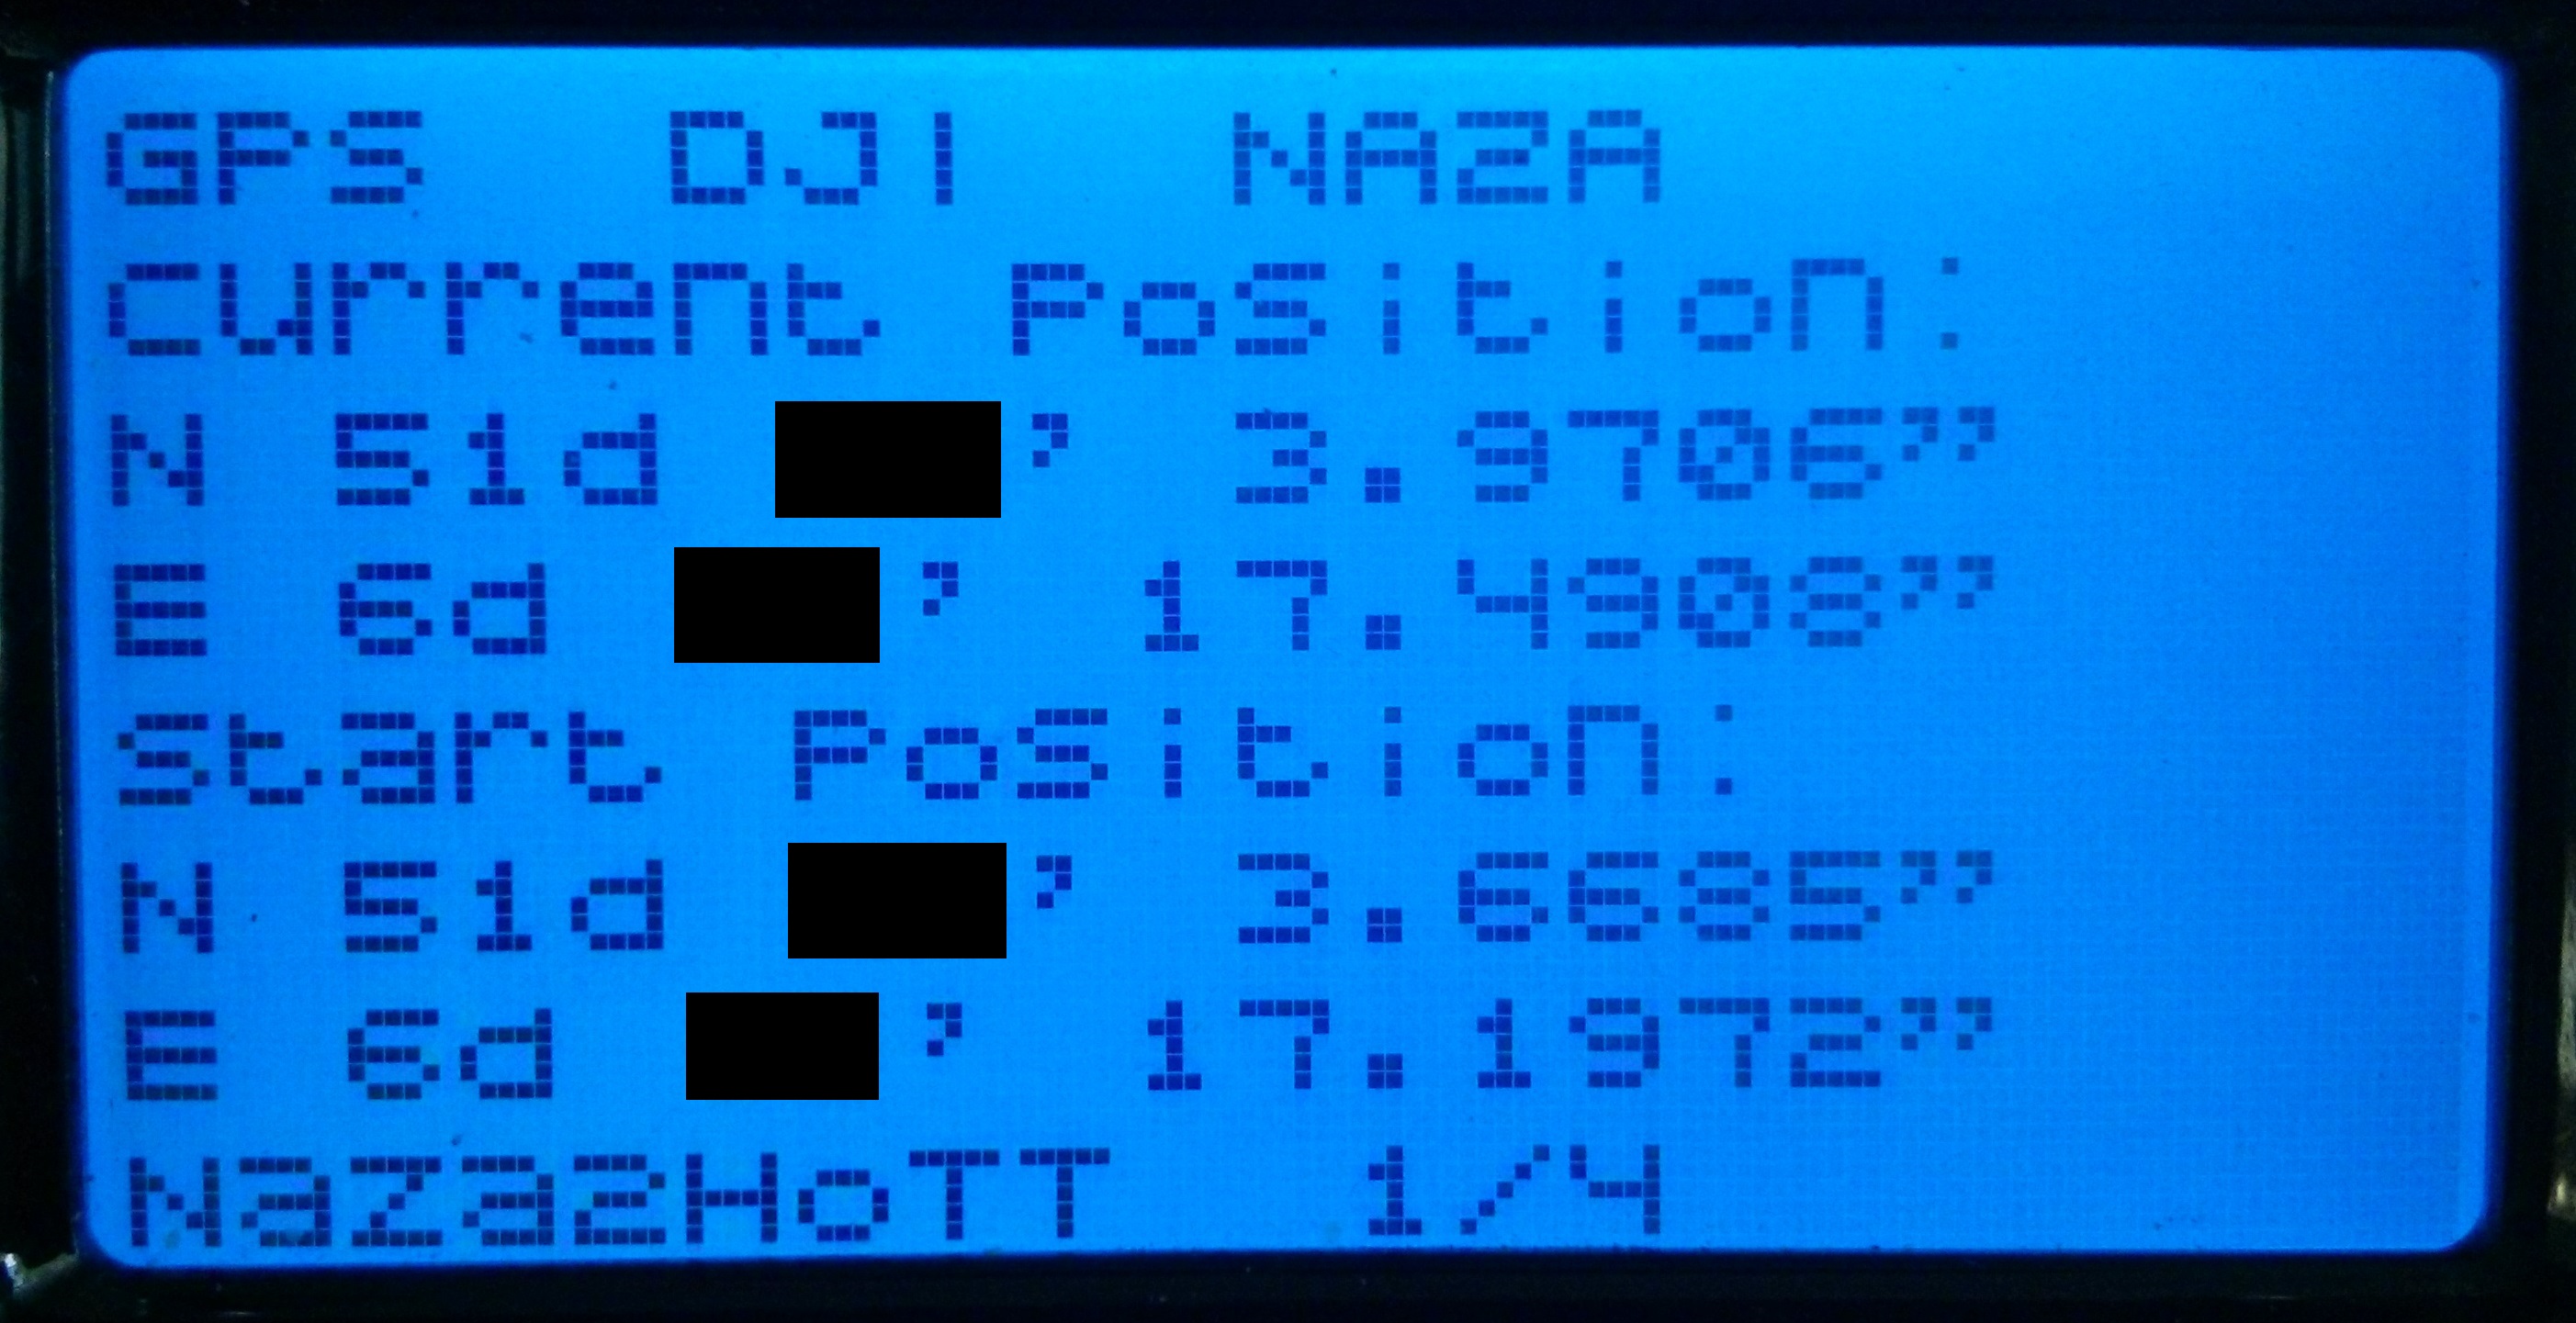 GPS DJI NAZA
Current Position:
N 51d ’ 3.9706”
E 6d ’ 17.4908”
Start Position:
N 51d ’ 3.6685”
E 6d ’ 17.1972”
Naza2HoTT 1/4